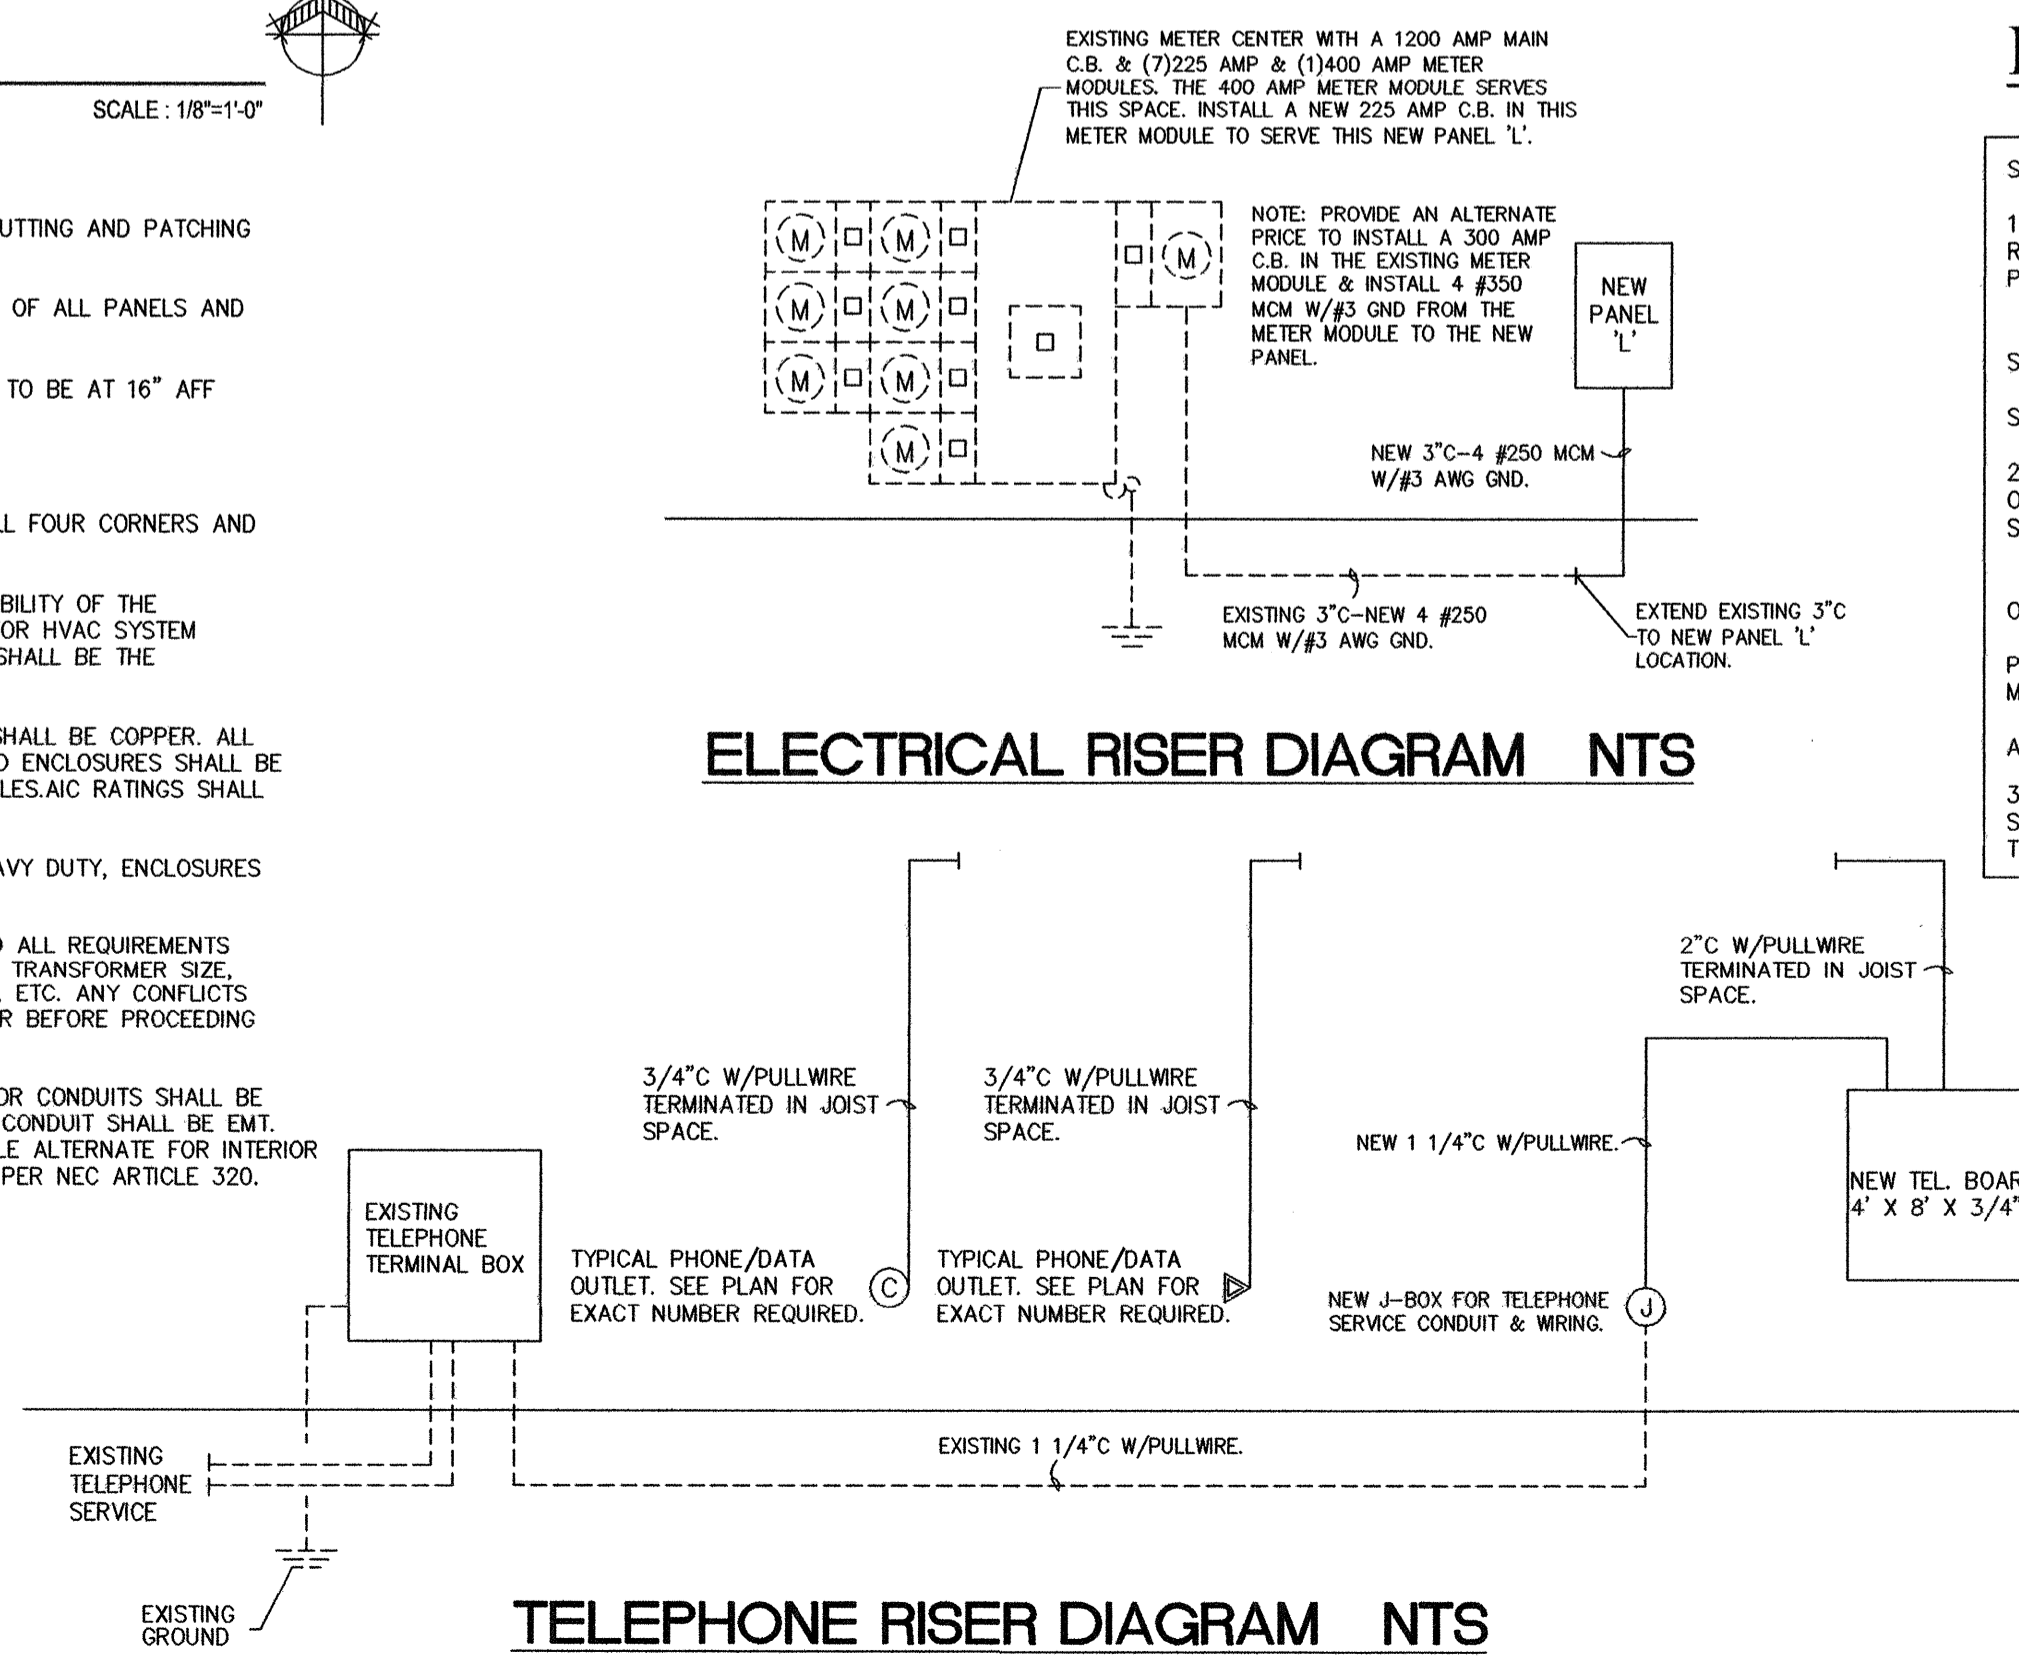 SCALE : 1/8"=1'-0"
UTTING AND PATCHING
OF ALL PANELS AND
TO BE AT 16" AFF
FOUR CORNERS AND
BILITY OF THE
OR HVAC SYSTEM
SHALL BE THE
SHALL BE COPPER. ALL
ENCLOSURES SHALL BE
LES.AIC RATINGS SHALL
AVY DUTY, ENCLOSURES
ALL REQUIREMENTS
TRANSFORMER SIZE,
, ETC. ANY CONFLICTS
R BEFORE PROCEEDING
OR CONDUITS SHALL BE
CONDUIT SHALL BE EMT.
LE ALTERNATE FOR INTERIOR
PER NEC ARTICLE 320.
EXISTING METER CENTER WITH A 1200 AMP MAIN
C.B. & (7)225 AMP & (1)400 AMP METER
MODULES. THE 400 AMP METER MODULE SERVES
THIS SPACE. INSTALL A NEW 225 AMP C.B. IN THIS
METER MODULE TO SERVE THIS NEW PANEL 'L'.
M M M
M M
M M
M
NOTE: PROVIDE AN ALTERNATE
PRICE TO INSTALL A 300 AMP
C.B. IN THE EXISTING METER
MODULE & INSTALL 4 #350
MCM W/#3 GND FROM THE
METER MODULE TO THE NEW
PANEL.
NEW
PANEL
'L'
NEW 3"C-4 #250 MCM
W/#3 AWG GND.
EXISTING 3"C-NEW 4 #250
MCM W/#3 AWG GND.
EXTEND EXISTING 3"C
TO NEW PANEL 'L'
LOCATION.
ELECTRICAL RISER DIAGRAM NTS
3/4"C W/PULLWIRE
TERMINATED IN JOIST
SPACE.
3/4"C W/PULLWIRE
TERMINATED IN JOIST
SPACE.
2"C W/PULLWIRE
TERMINATED IN JOIST
SPACE.
NEW 1 1/4"C W/PULLWIRE.
NEW TEL. BOAR
4' X 8' X 3/4"
EXISTING
TELEPHONE
TERMINAL BOX
TYPICAL PHONE/DATA
OUTLET. SEE PLAN FOR
EXACT NUMBER REQUIRED.
C
TYPICAL PHONE/DATA
OUTLET. SEE PLAN FOR
EXACT NUMBER REQUIRED.
NEW J-BOX FOR TELEPHONE
SERVICE CONDUIT & WIRING.
J
EXISTING
TELEPHONE
SERVICE
EXISTING 1 1/4"C W/PULLWIRE.
EXISTING
GROUND
TELEPHONE RISER DIAGRAM NTS
S
1
R
P
S
S
2
O
S
O
P
M
A
3
S
T